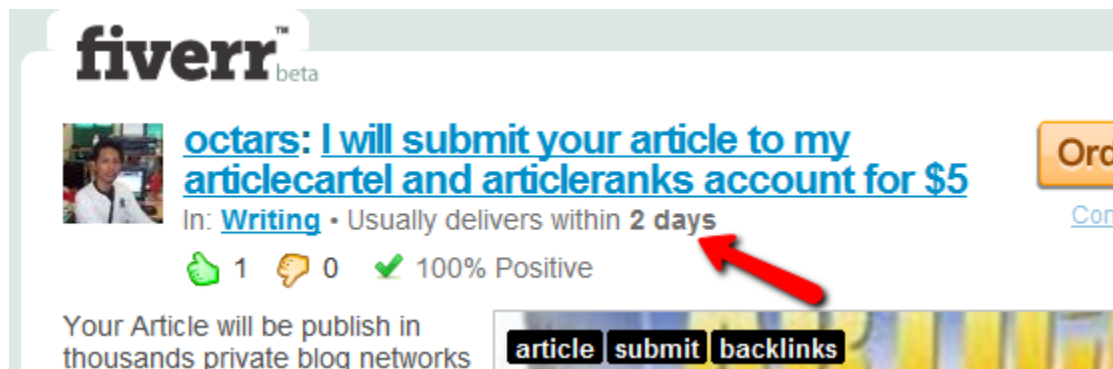 fiverr™
beta
octars: I will submit your article to my
articlecartel and articleranks account for $5
In: Writing • Usually delivers within 2 days
1 0 100% Positive
Your Article will be publish in
thousands private blog networks
article submit backlinks